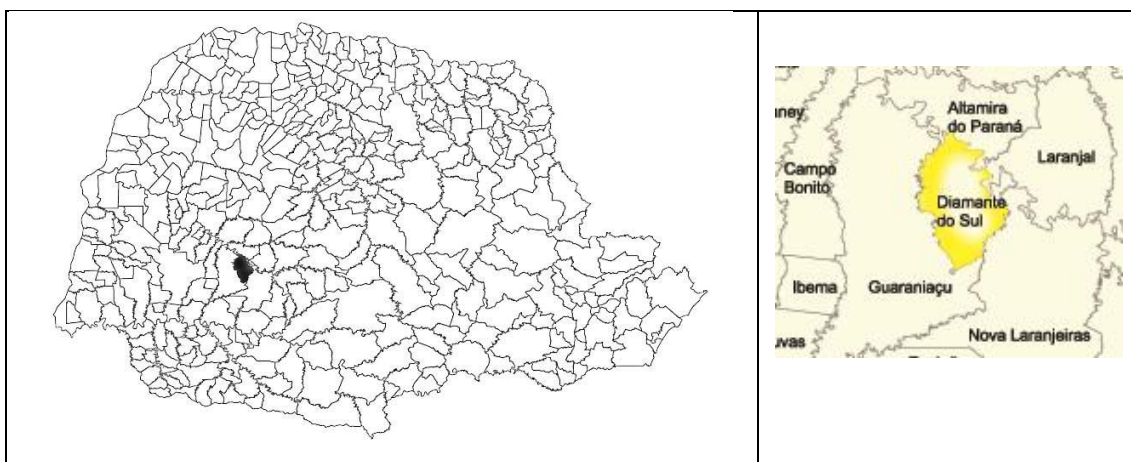 Altamira
do Paraná
Laranjal
Campo
Bonito
Diamante
do Sul
Ibema
Guaraniaçu
Nova Laranjeiras